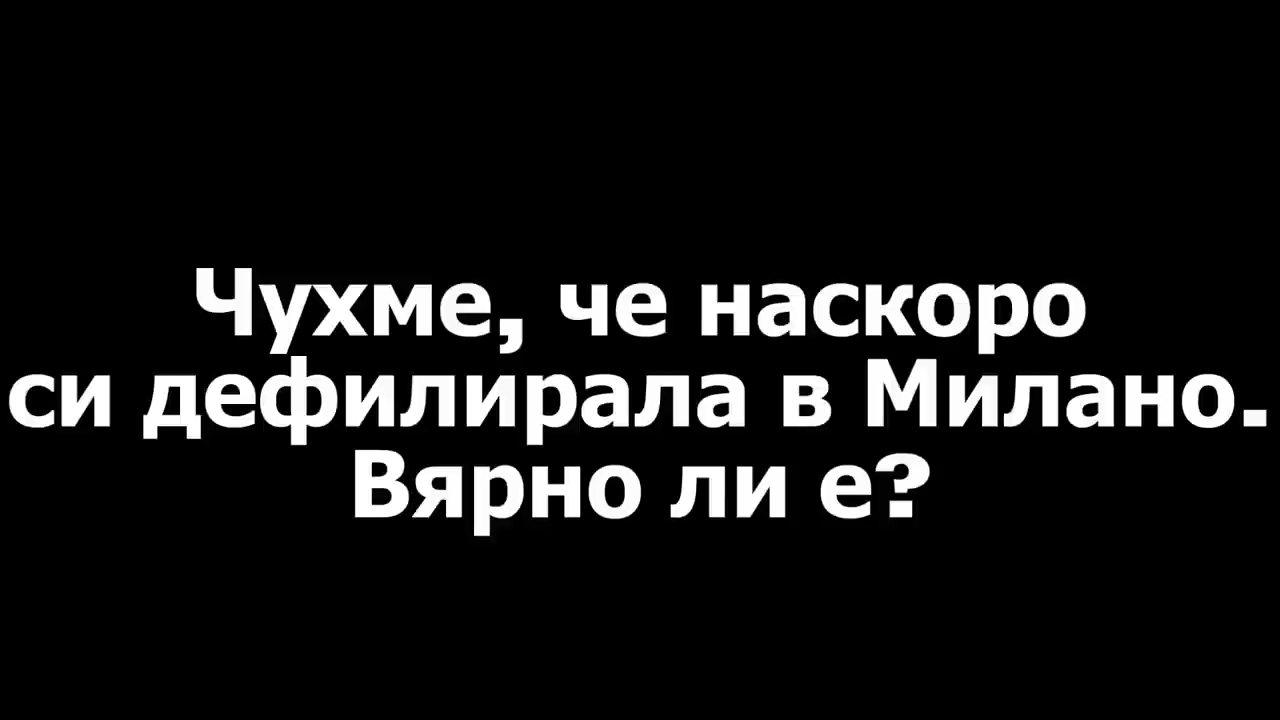 Чухме, че наскоро
си дефилирала в Милано.
Вярно ли е?